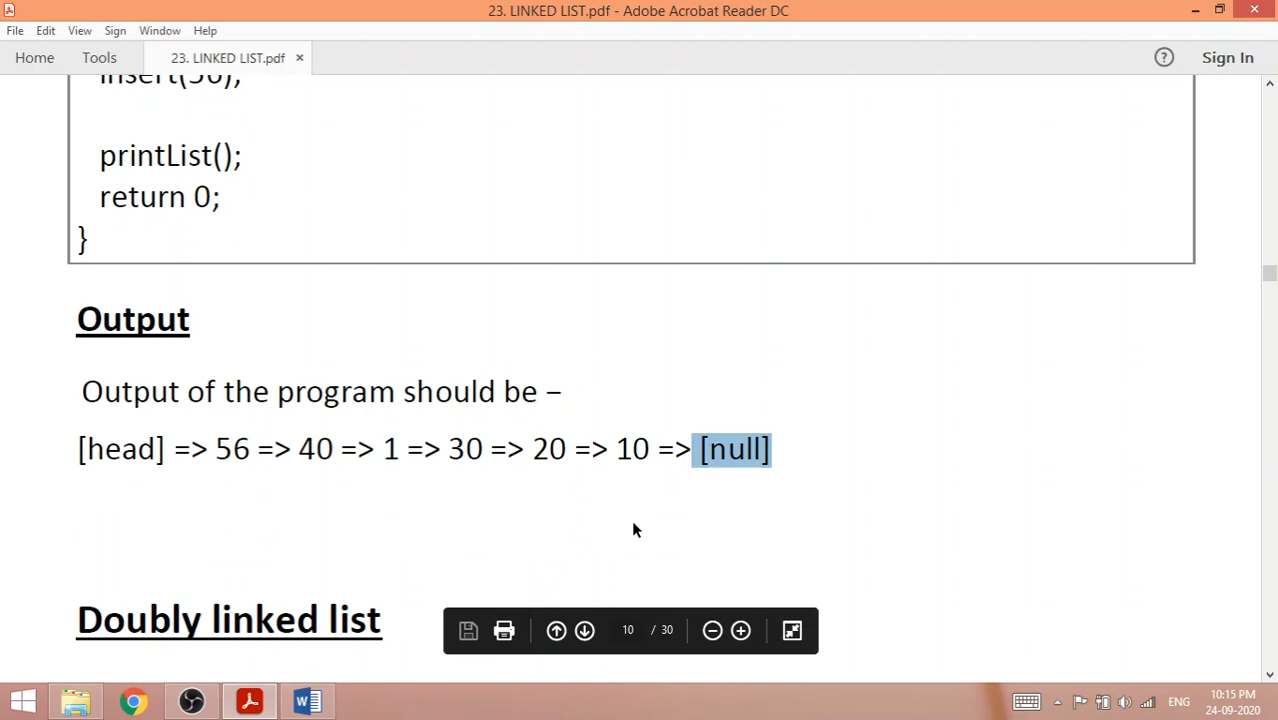 23. LINKED LIST.pdf - Adobe Acrobat Reader DC
File Edit View Sign Window Help
Home Tools 23. LINKED LIST.pdf × ? Sign In
insert(56);
printList();
return 0;
}
Output
Output of the program should be –
[head] => 56 => 40 => 1 => 30 => 20 => 10 => [null]
Doubly linked list
10 / 30
ENG 10:15 PM
24-09-2020